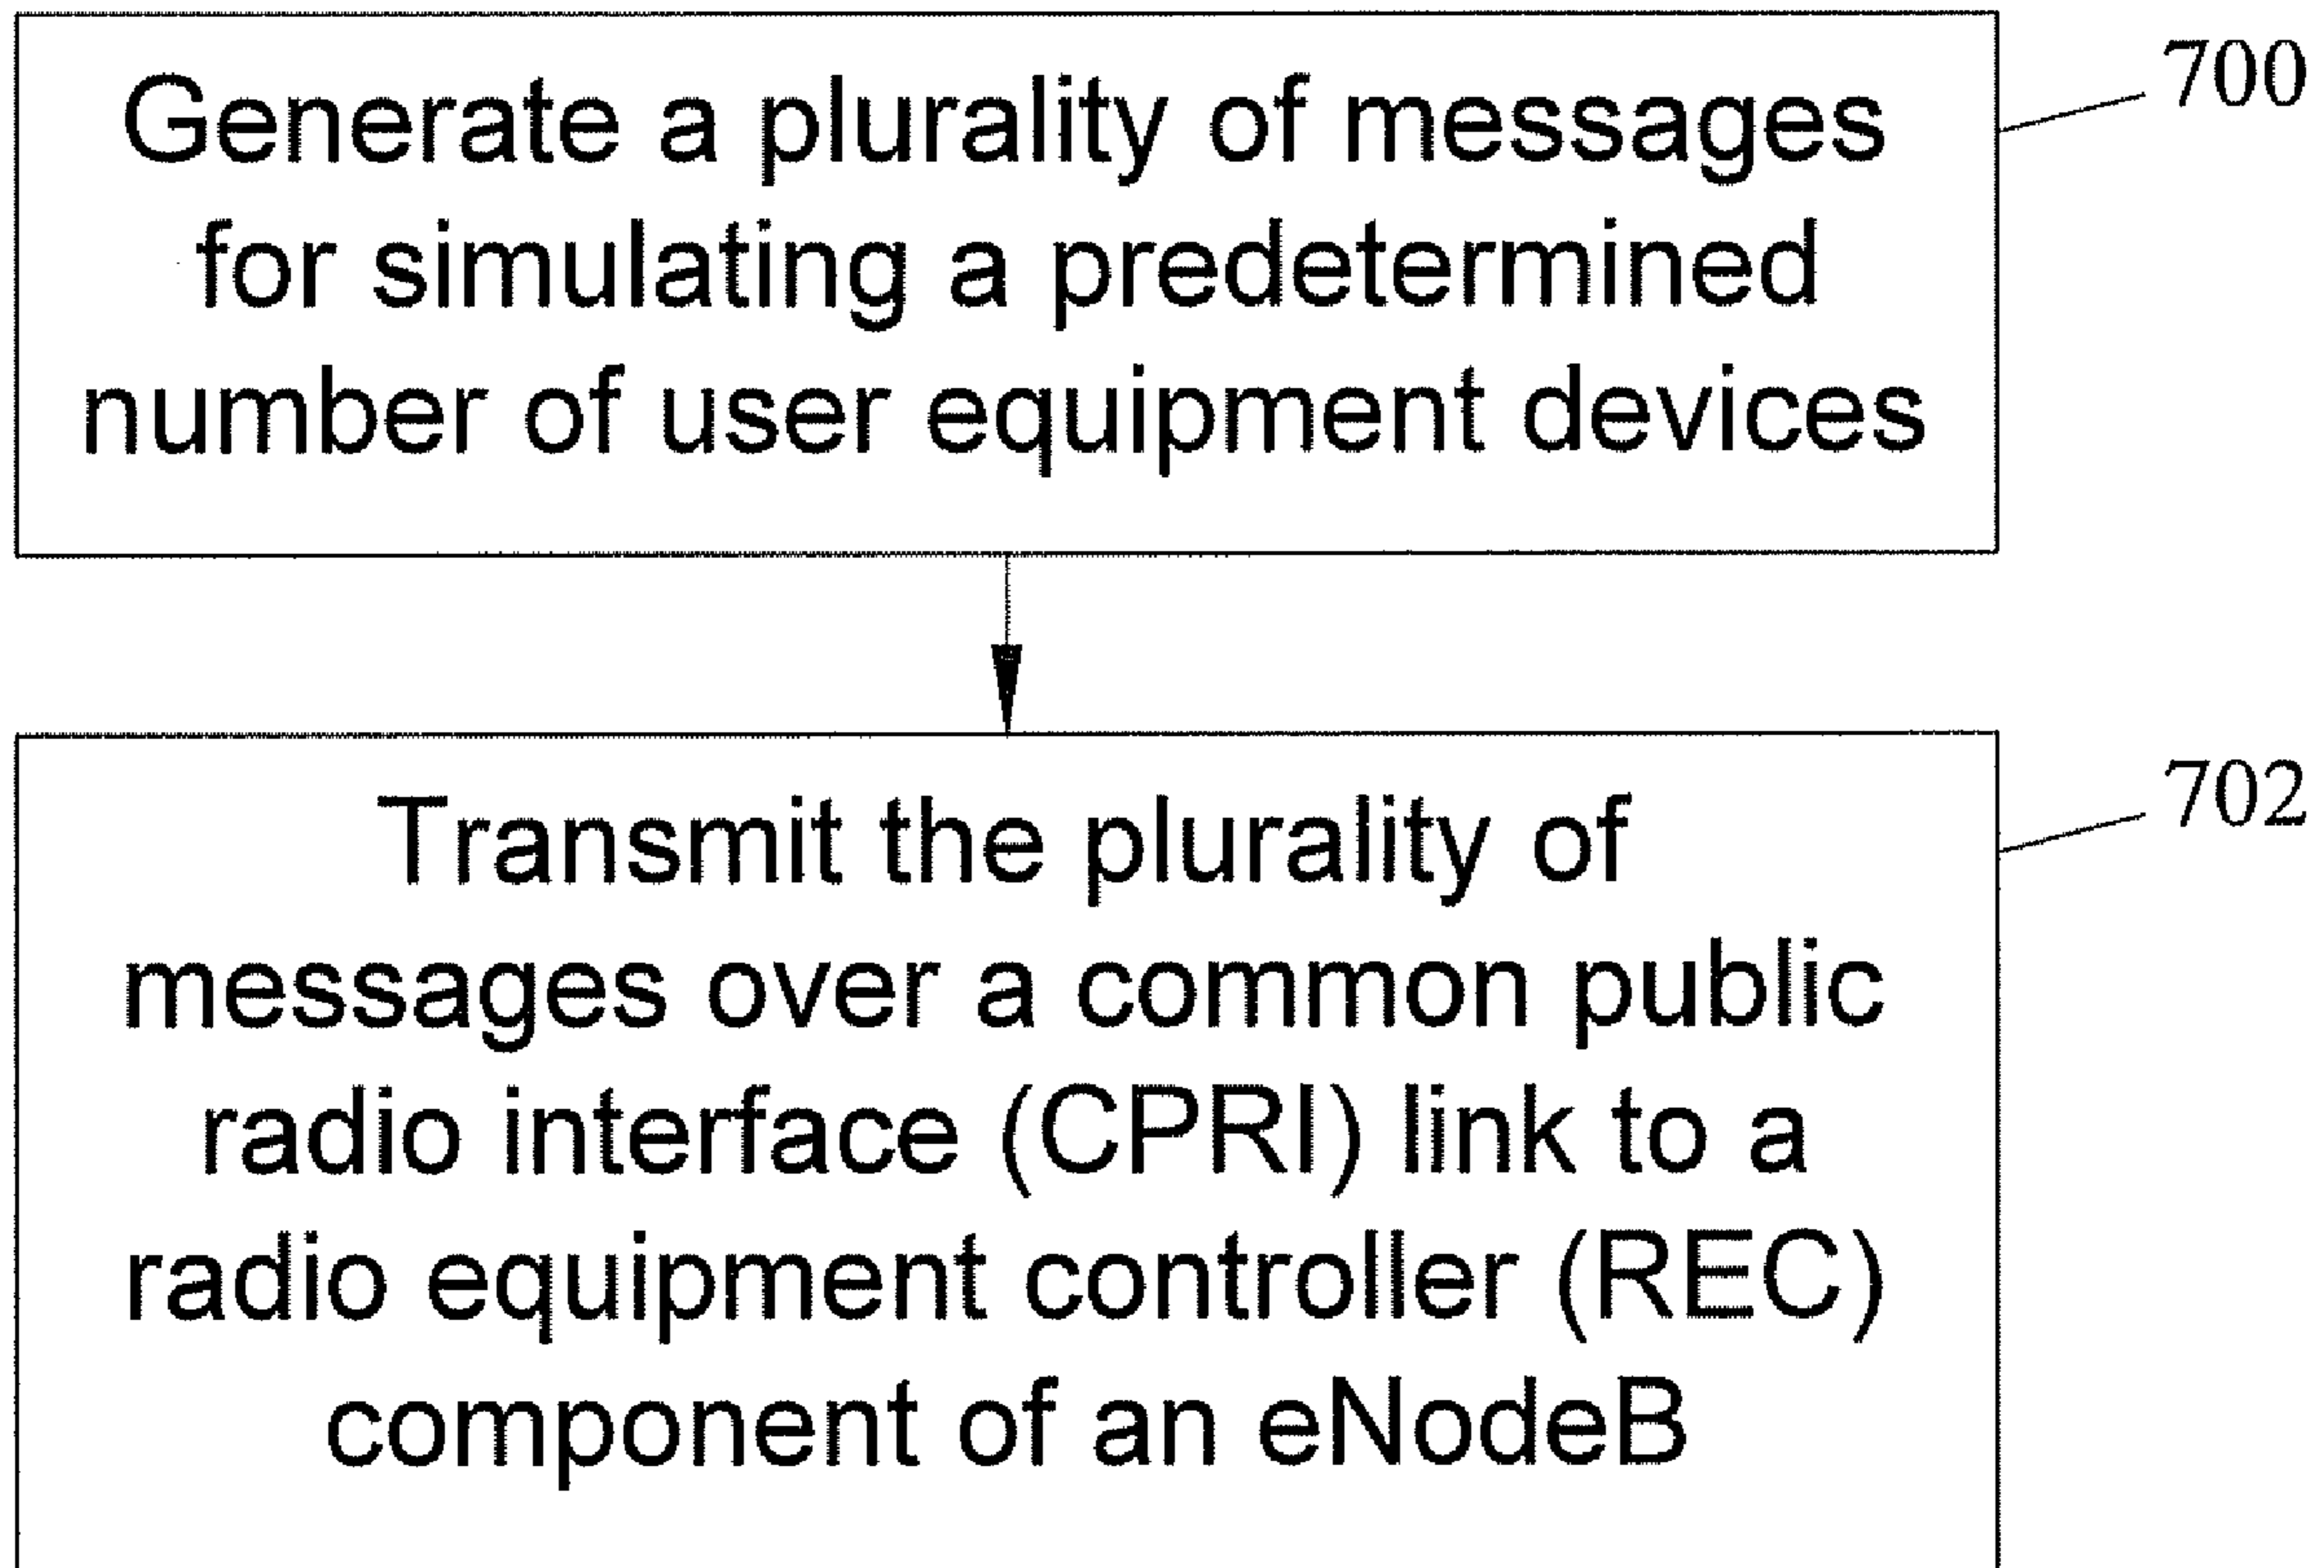 Generate a plurality of messages
for simulating a predetermined
number of user equipment devices
700
Transmit the plurality of
messages over a common public
radio interface (CPRI) link to a
radio equipment controller (REC)
component of an eNodeB
702